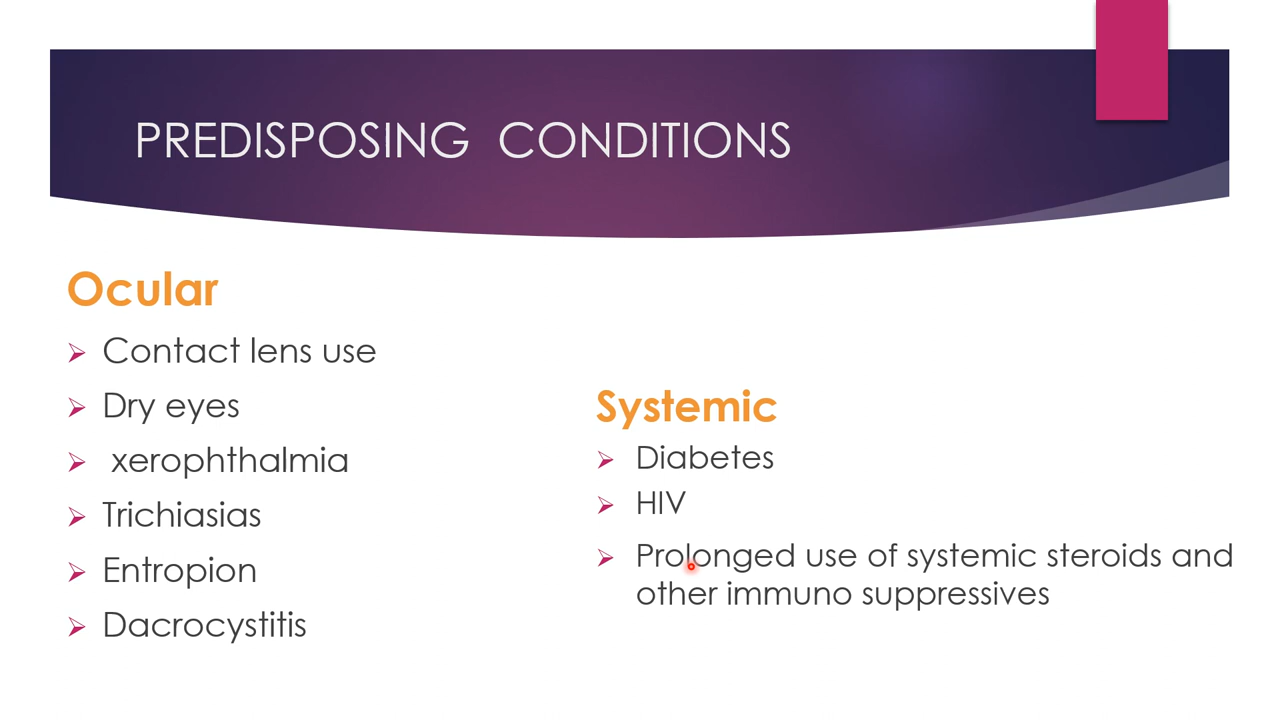 PREDISPOSING CONDITIONS
Ocular
Contact lens use
Dry eyes
xerophthalmia
Trichiasias
Entropion
Dacrocystitis
Systemic
Diabetes
HIV
Prolonged use of systemic steroids and
other immuno suppressives